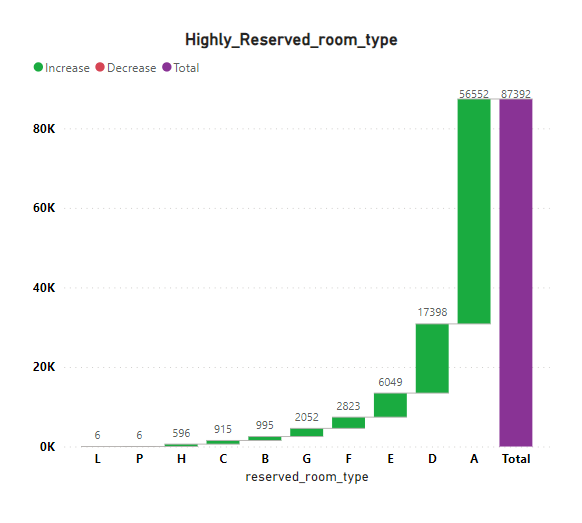 Highly_Reserved_room_type
Increase Decrease Total
56552 87392
80K
60K
40K
17398
20K
6049
2823
2052
995
915
596
6 6
0K
L P H C B G F E D A Total
reserved_room_type